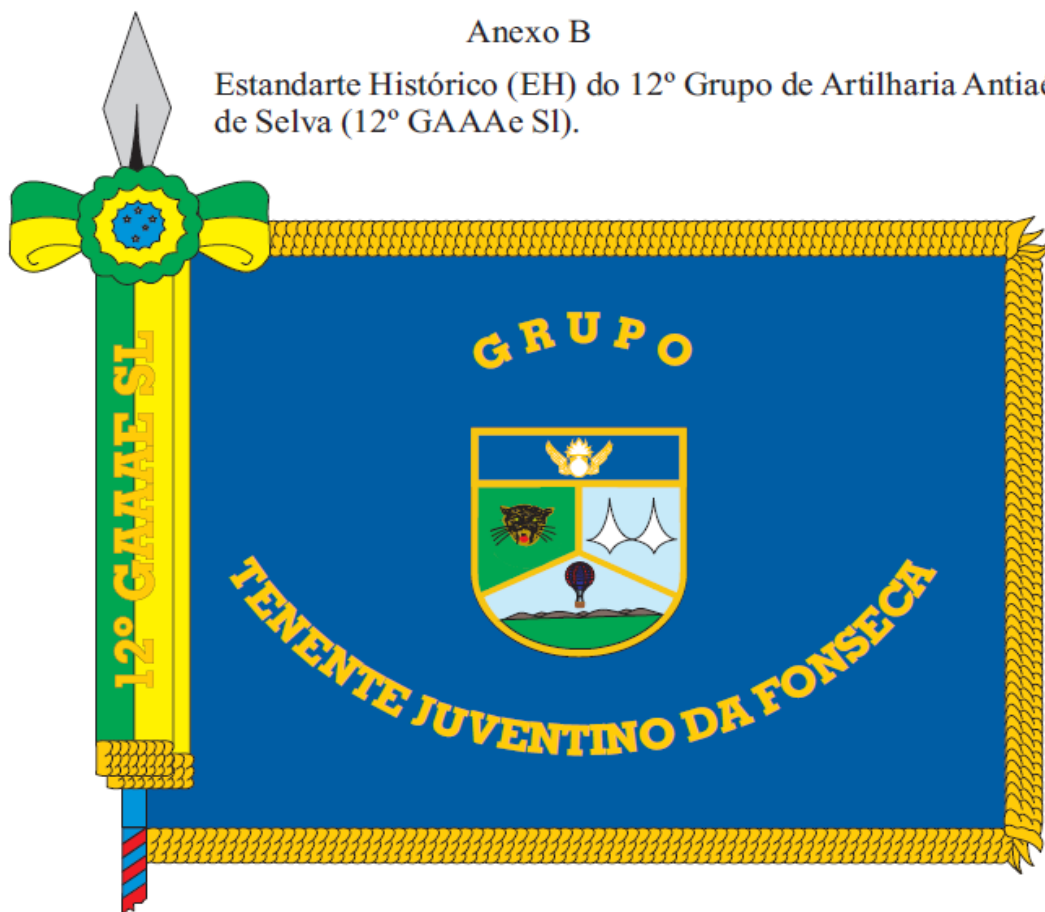 Anexo B
Estandarte Histórico (EH) do 12º Grupo de Artilharia Antiaé
de Selva (12º GAAAe Sl).
GRUPO
12º GAAAE SL
TENENTE JUVENTINO DA FONSECA